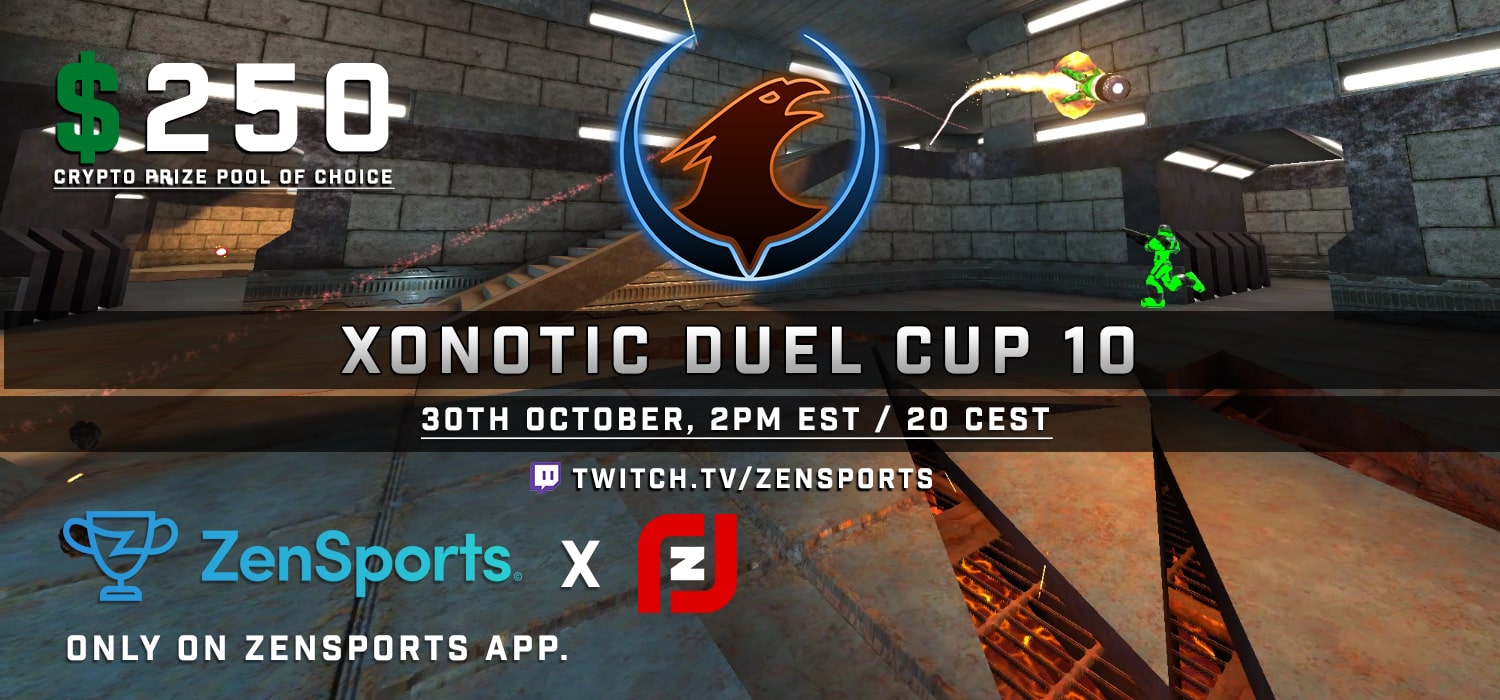 $250
CRYPTO PRIZE POOL OF CHOICE
XONOTIC DUEL CUP 10
30TH OCTOBER, 2PM EST / 20 CEST
TWITCH.TV/ZENSPORTS
ZenSports© X Z
ONLY ON ZENSPORTS APP.